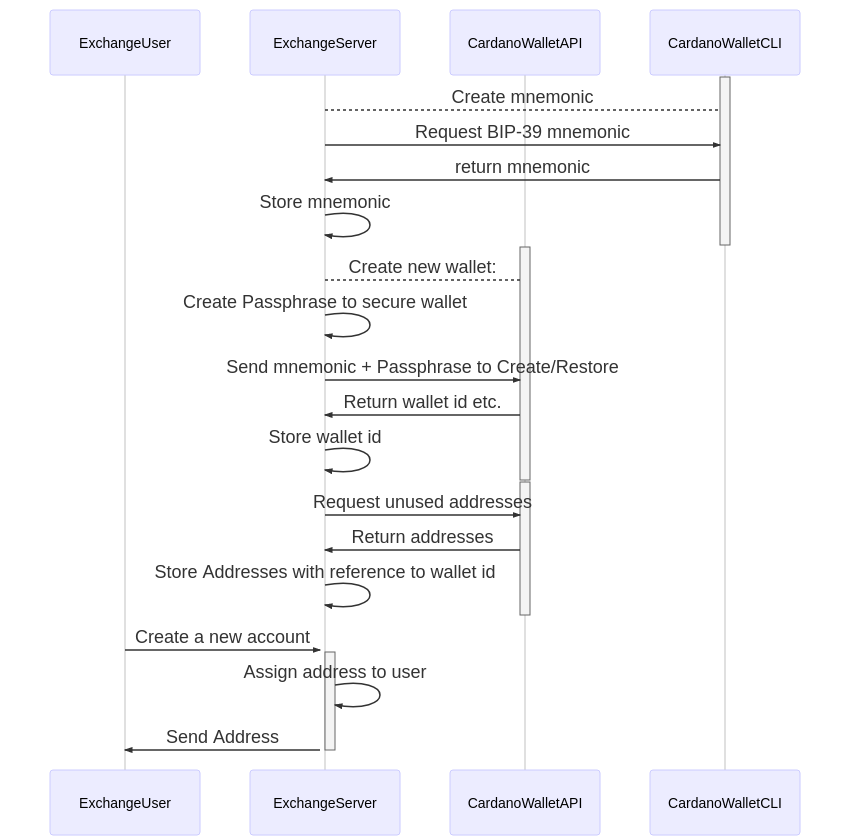 ExchangeUser
ExchangeServer
CardanoWalletAPI
CardanoWalletCLI
Create mnemonic
Request BIP-39 mnemonic
return mnemonic
Store mnemonic
Create new wallet:
Create Passphrase to secure wallet
Send mnemonic + Passphrase to Create/Restore
Return wallet id etc.
Store wallet id
Request unused addresses
Return addresses
Store Addresses with reference to wallet id
Create a new account
Assign address to user
Send Address
ExchangeUser
ExchangeServer
CardanoWalletAPI
CardanoWalletCLI